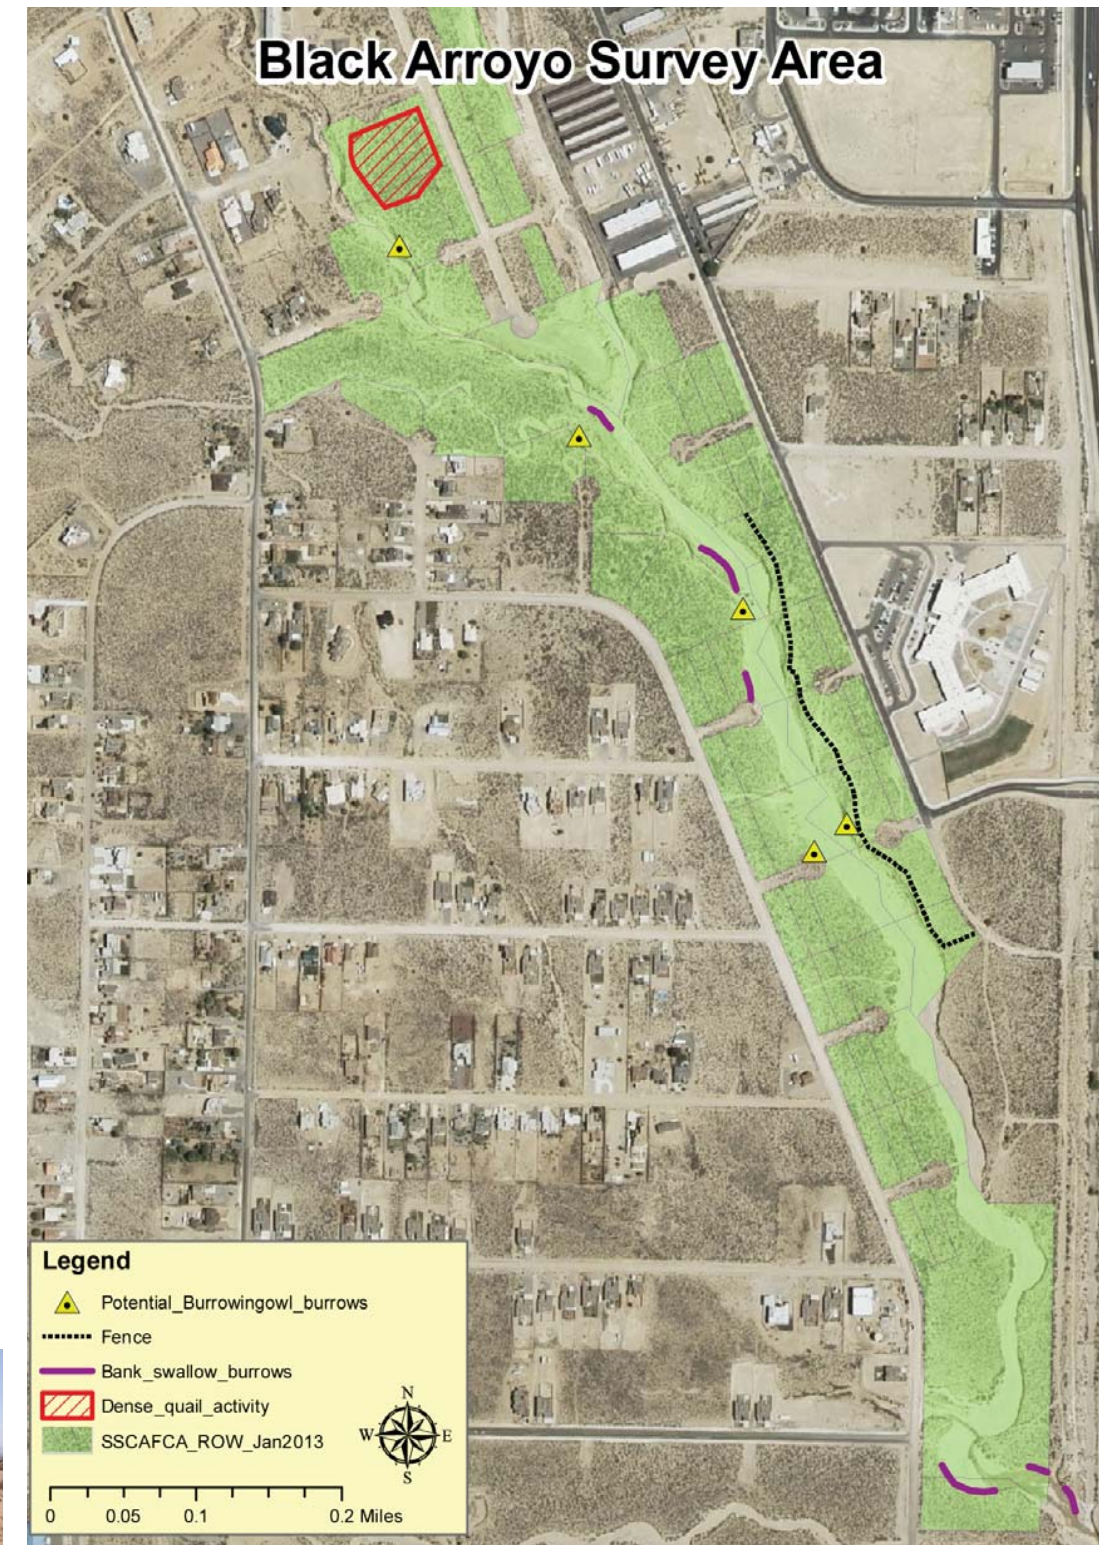 Black Arroyo Survey Area
Legend
Potential_Burrowingowl_burrows
Fence
Bank_swallow_burrows
Dense_quail_activity
SSCAFCA_ROW_Jan2013
N
W E
S
0 0.05 0.1 0.2 Miles